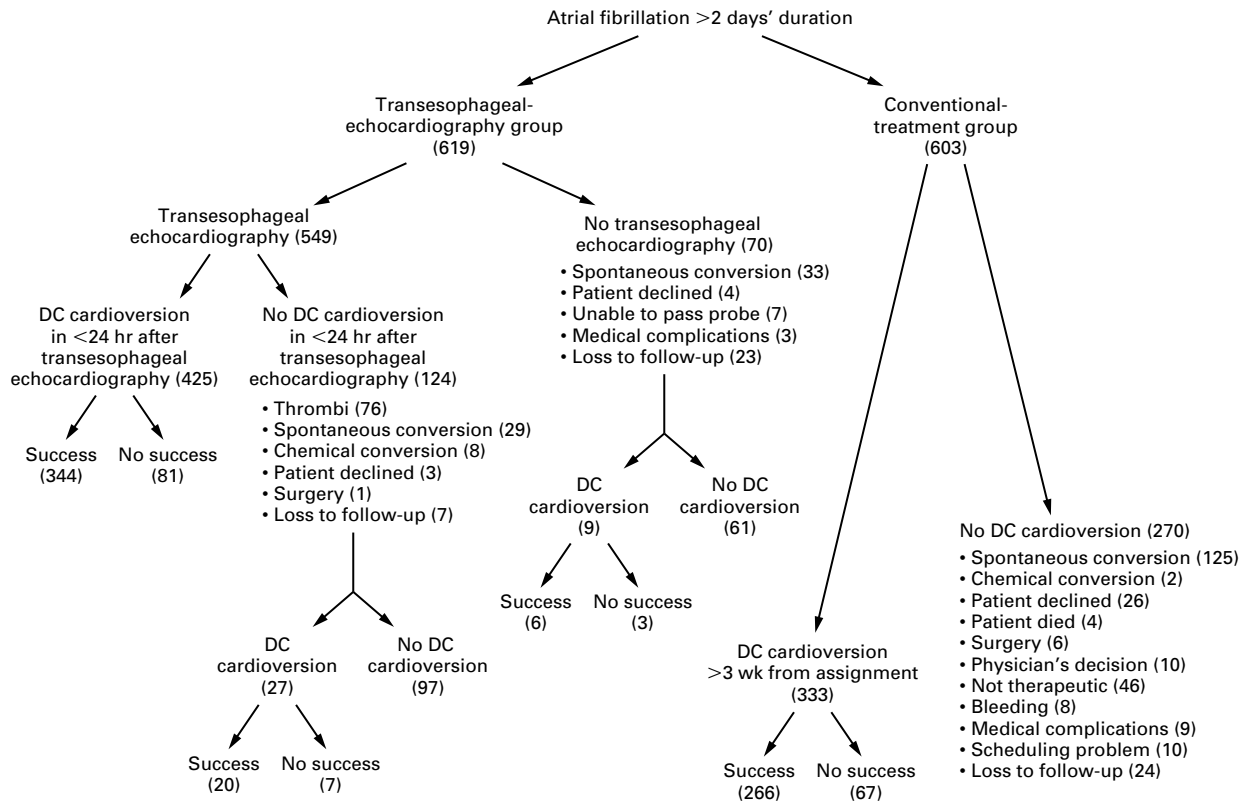 Atrial fibrillation >2 days’ duration
Transesophageal-
echocardiography group
(619)
Conventional-
treatment group
(603)
Transesophageal
echocardiography (549)
No transesophageal
echocardiography (70)
• Spontaneous conversion (33)
• Patient declined (4)
• Unable to pass probe (7)
• Medical complications (3)
• Loss to follow-up (23)
DC cardioversion
in <24 hr after
transesophageal
echocardiography (425)
No DC cardioversion
in <24 hr after
transesophageal
echocardiography (124)
• Thrombi (76)
• Spontaneous conversion (29)
• Chemical conversion (8)
• Patient declined (3)
• Surgery (1)
• Loss to follow-up (7)
Success
(344)
No success
(81)
DC
cardioversion
(9)
No DC
cardioversion
(61)
Success
(6)
No success
(3)
DC
cardioversion
(27)
No DC
cardioversion
(97)
Success
(20)
No success
(7)
DC cardioversion
>3 wk from assignment
(333)
Success
(266)
No success
(67)
No DC cardioversion (270)
• Spontaneous conversion (125)
• Chemical conversion (2)
• Patient declined (26)
• Patient died (4)
• Surgery (6)
• Physician’s decision (10)
• Not therapeutic (46)
• Bleeding (8)
• Medical complications (9)
• Scheduling problem (10)
• Loss to follow-up (24)